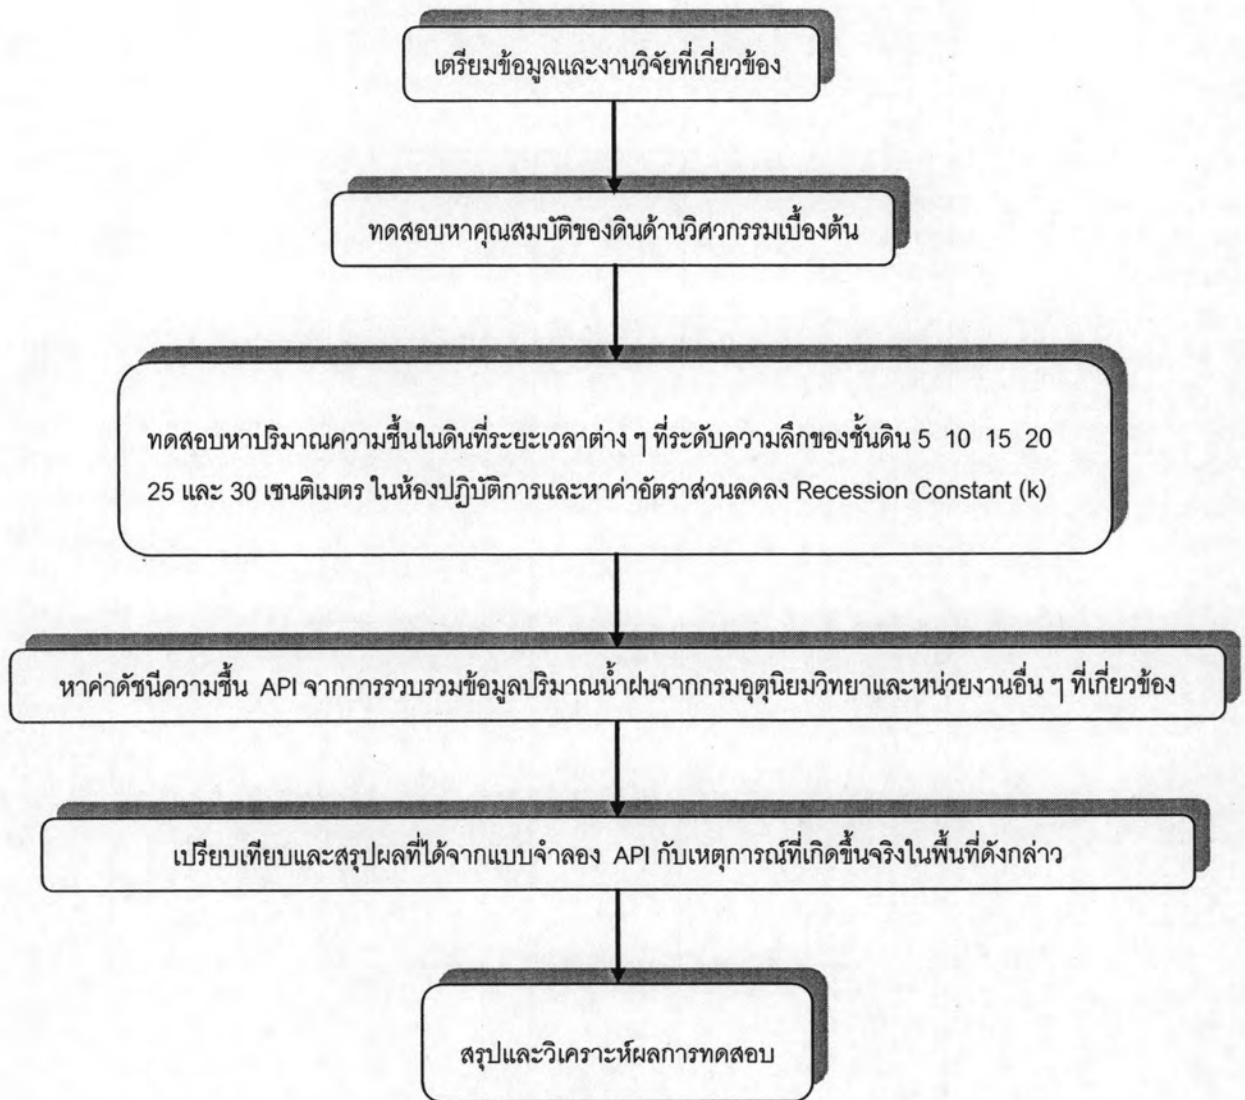 เตรียมข้อมูลและงานวิจัยที่เกี่ยวข้อง
ทดสอบหาคุณสมบัติของดินด้านวิศวกรรมเบื้องต้น
ทดสอบหาปริมาณความชื้นในดินที่ระยะเวลาต่าง ๆ ที่ระดับความลึกของชั้นดิน 5 10 15 20
25 และ 30 เซนติเมตร ในห้องปฏิบัติการและหาค่าอัตราส่วนลดลง Recession Constant (k)
หาค่าดัชนีความชื้น API จากการรวบรวมข้อมูลปริมาณน้ำฝนจากกรมอุตุนิยมวิทยาและหน่วยงานอื่น ๆ ที่เกี่ยวข้อง
เปรียบเทียบและสรุปผลที่ได้จากแบบจำลอง API กับเหตุการณ์ที่เกิดขึ้นจริงในพื้นที่ดังกล่าว
สรุปและวิเคราะห์ผลการทดสอบ